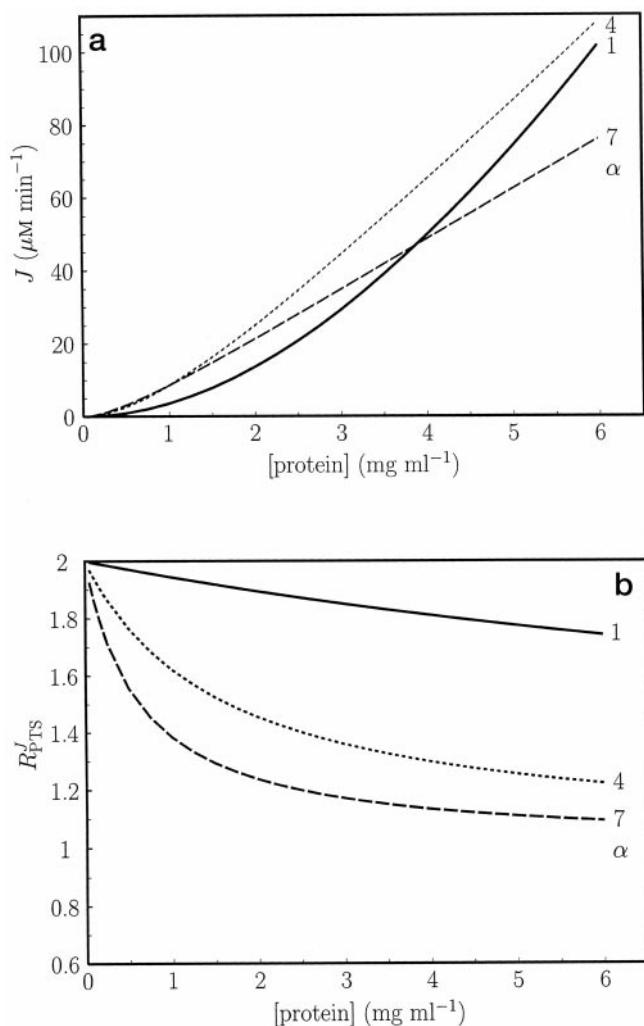 a
4
1
7
α
100
80
60
40
20
0
J (μM min⁻¹)
0 1 2 3 4 5 6
[protein] (mg ml⁻¹)
b
2
1.8
1.6
1.4
1.2
1
0.8
0.6
1
4
7
α
R^J_PTS
0 1 2 3 4 5 6
[protein] (mg ml⁻¹)